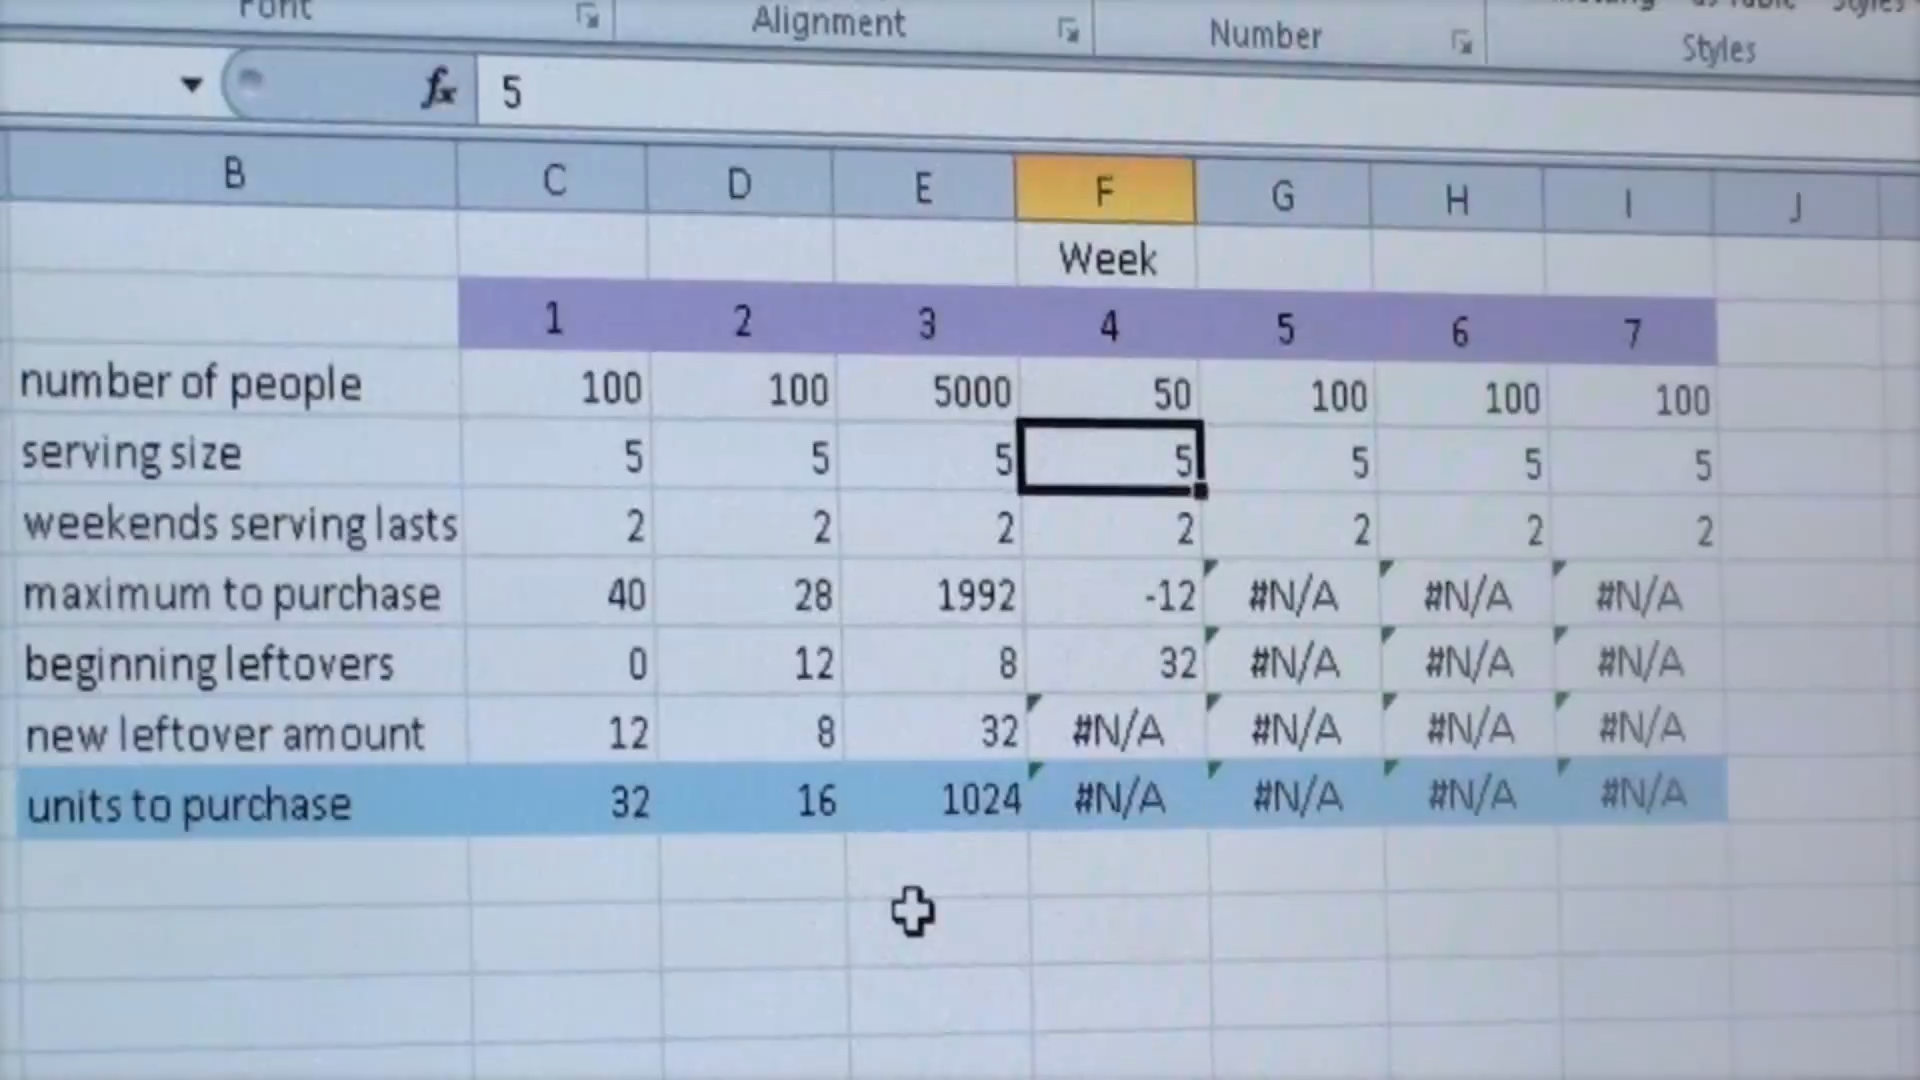 Font Alignment Number Styles
fx 5
B C D E F G H I J
Week
1 2 3 4 5 6 7
number of people 100 100 5000 50 100 100 100
serving size 5 5 5 5 5 5 5
weekends serving lasts 2 2 2 2 2 2 2
maximum to purchase 40 28 1992 -12 #N/A #N/A #N/A
beginning leftovers 0 12 8 32 #N/A #N/A #N/A
new leftover amount 12 8 32 #N/A #N/A #N/A #N/A
units to purchase 32 16 1024 #N/A #N/A #N/A #N/A